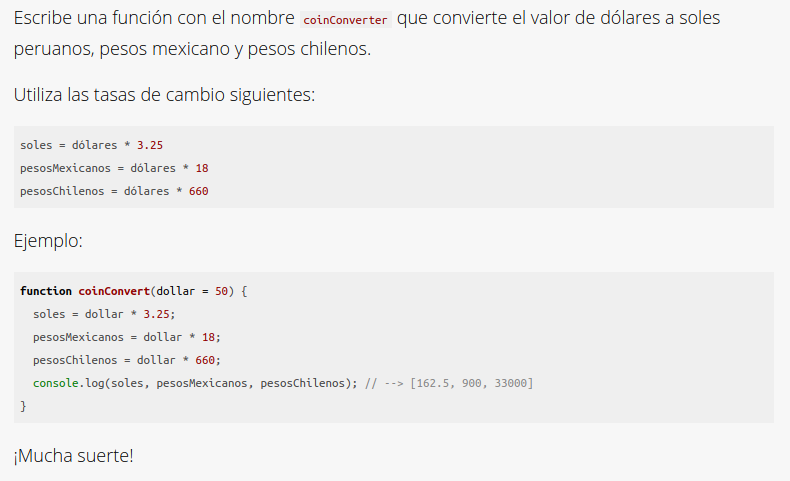 Escribe una función con el nombre coinConverter que convierte el valor de dólares a soles
peruanos, pesos mexicano y pesos chilenos.
Utiliza las tasas de cambio siguientes:
soles = dólares * 3.25
pesosMexicanos = dólares * 18
pesosChilenos = dólares * 660
Ejemplo:
function coinConvert(dollar = 50) {
  soles = dollar * 3.25;
  pesosMexicanos = dollar * 18;
  pesosChilenos = dollar * 660;
  console.log(soles, pesosMexicanos, pesosChilenos); // --> [162.5, 900, 33000]
}
¡Mucha suerte!